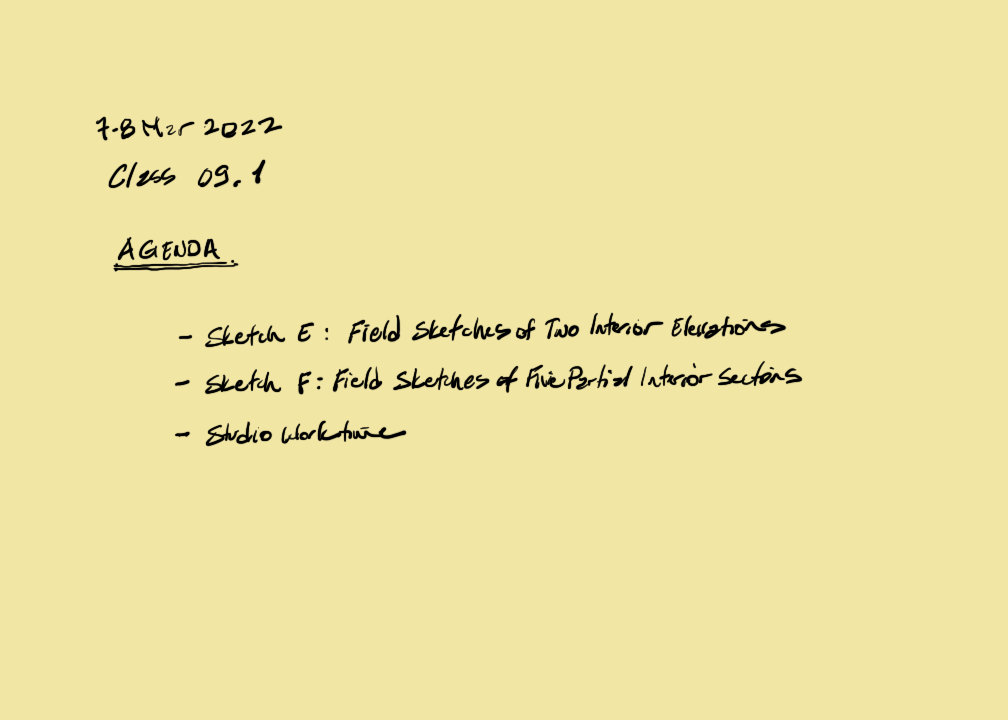 7-8 Mar 2022
Class 09.1
AGENDA.
- Sketch E: Field Sketches of Two Interior Elevations
- Sketch F: Field Sketches of Five Partial Interior Sections
- Studio Worktime